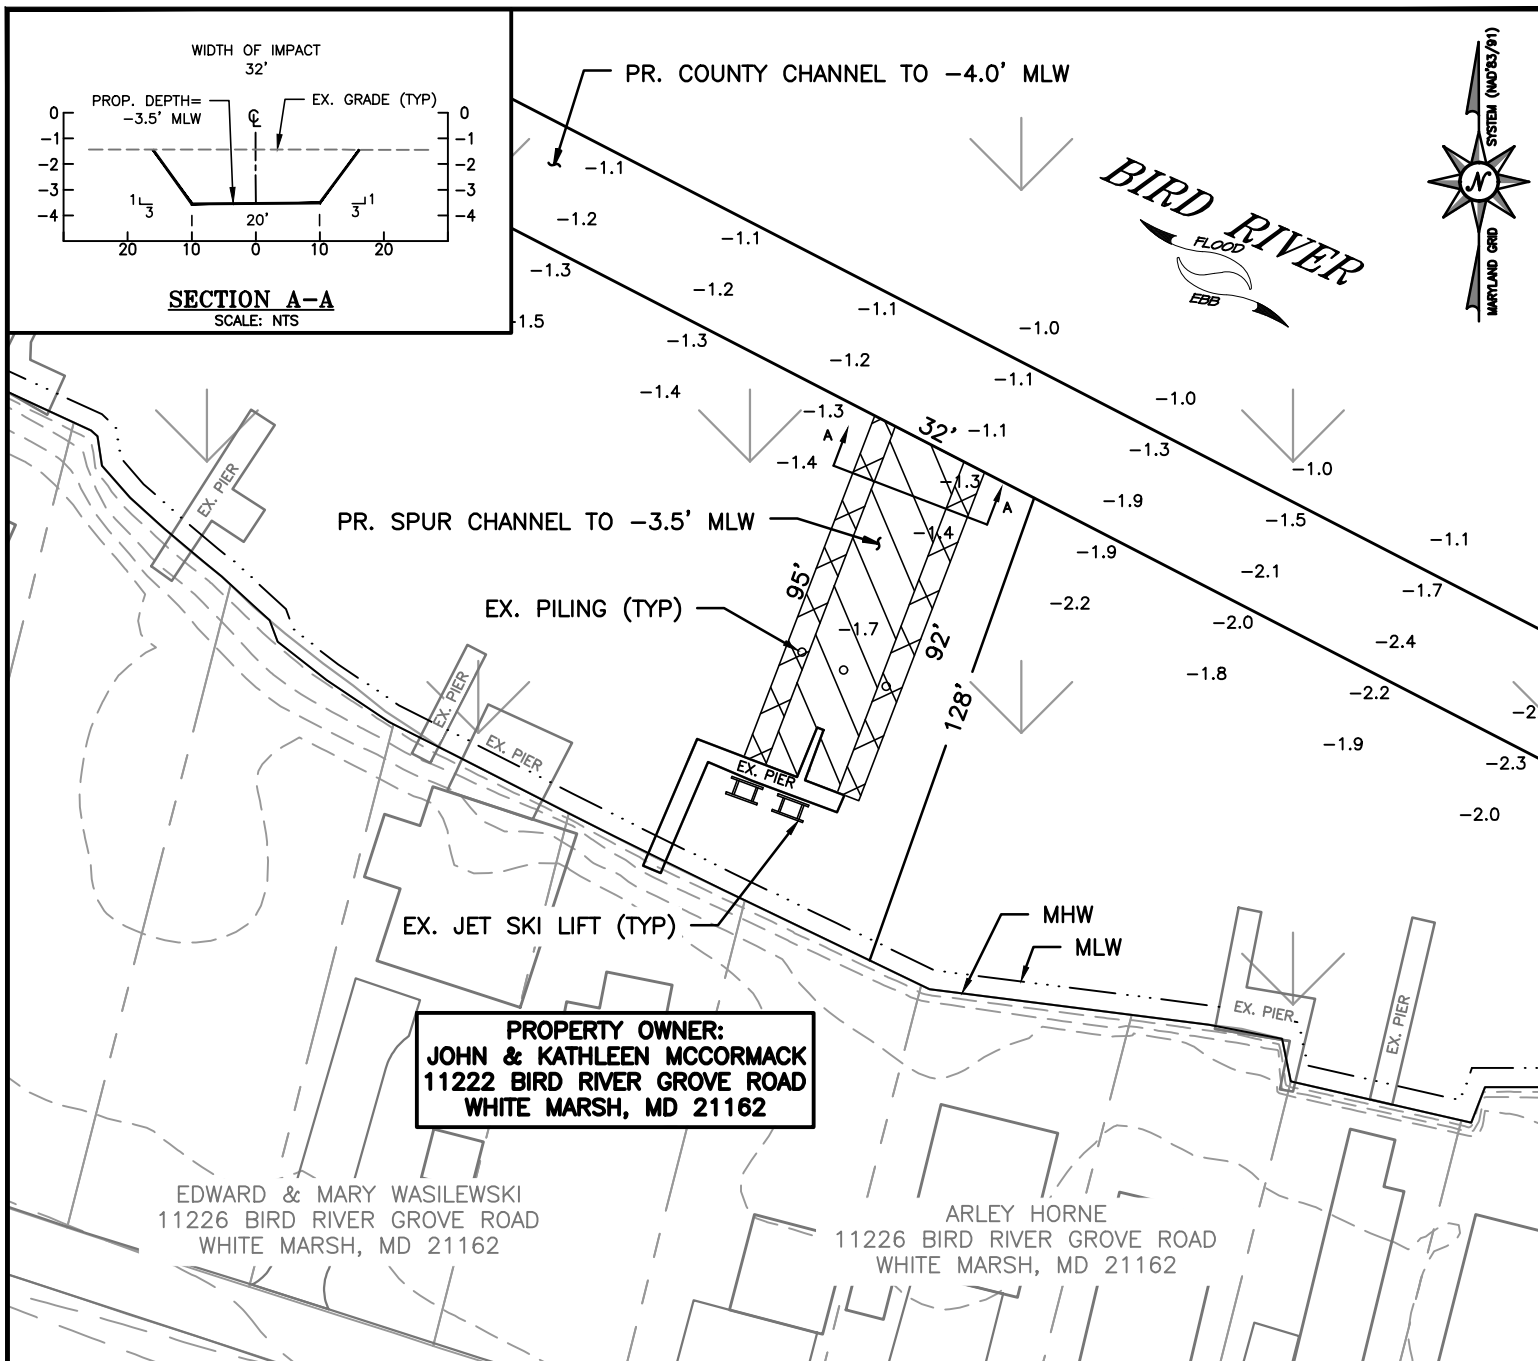 WIDTH OF IMPACT
32'
PROP. DEPTH=
-3.5' MLW
EX. GRADE (TYP)
℄
0
-1
-2
-3
-4
0
-1
-2
-3
-4
1
3
20'
3
1
20
10
0
10
20
SECTION A-A
SCALE: NTS
PR. COUNTY CHANNEL TO -4.0' MLW
BIRD RIVER
FLOOD
EBB
SYSTEM (NAD'83/91)
N
MARYLAND GRID
-1.1
-1.2
-1.1
-1.3
-1.2
-1.1
-1.5
-1.0
-1.3
-1.2
-1.1
-1.4
-1.0
-1.3
32'
-1.1
A
-1.3
-1.4
-1.0
-1.3
A
-1.9
-1.5
-1.4
-1.1
-1.9
-2.1
-1.7
-2.2
-2.0
-2.4
-1.7
-1.8
-2.2
-2
-1.9
-2.3
-2.0
PR. SPUR CHANNEL TO -3.5' MLW
95'
EX. PILING (TYP)
92'
128'
EX. PIER
EX. PIER
EX. PIER
EX. PIER
EX. JET SKI LIFT (TYP)
MHW
MLW
EX. PIER
EX. PIER
PROPERTY OWNER:
JOHN & KATHLEEN MCCORMACK
11222 BIRD RIVER GROVE ROAD
WHITE MARSH, MD 21162
EDWARD & MARY WASILEWSKI
11226 BIRD RIVER GROVE ROAD
WHITE MARSH, MD 21162
ARLEY HORNE
11226 BIRD RIVER GROVE ROAD
WHITE MARSH, MD 21162